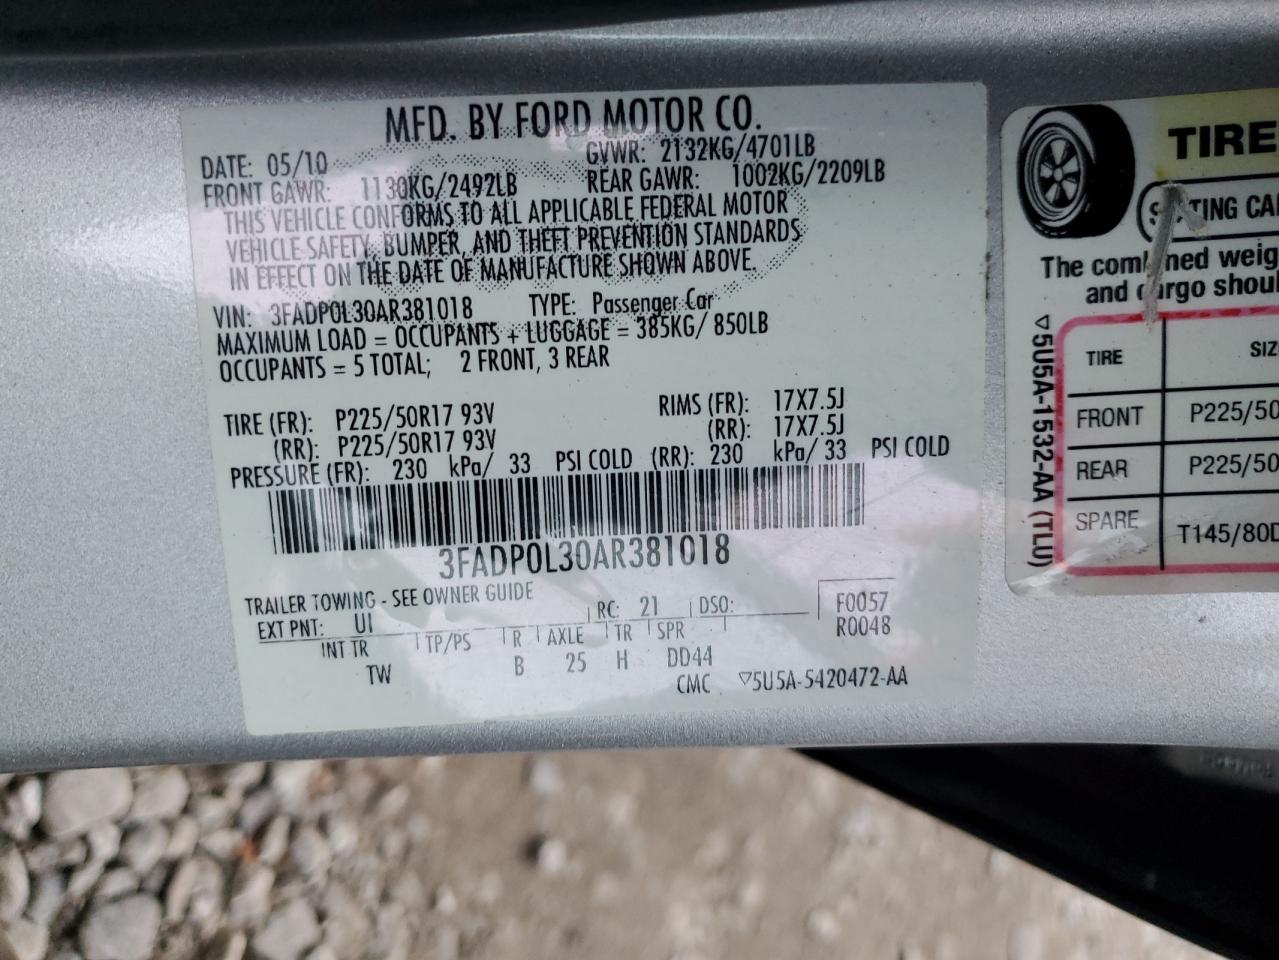 MFD. BY FORD MOTOR CO.
DATE: 05/10 GVWR: 2132KG/4701LB
FRONT GAWR: 1130KG/2492LB REAR GAWR: 1002KG/2209LB
THIS VEHICLE CONFORMS TO ALL APPLICABLE FEDERAL MOTOR
VEHICLE SAFETY, BUMPER, AND THEFT PREVENTION STANDARDS
IN EFFECT ON THE DATE OF MANUFACTURE SHOWN ABOVE.
VIN: 3FADP0L30AR381018 TYPE: Passenger Car
MAXIMUM LOAD = OCCUPANTS + LUGGAGE = 385KG/ 850LB
OCCUPANTS = 5 TOTAL; 2 FRONT, 3 REAR
TIRE (FR): P225/50R17 93V RIMS (FR): 17X7.5J
(RR): P225/50R17 93V (RR): 17X7.5J
PRESSURE (FR): 230 kPa/ 33 PSI COLD (RR): 230 kPa/ 33 PSI COLD
3FADP0L30AR381018
TRAILER TOWING - SEE OWNER GUIDE
EXT PNT: UI RC: 21 DSO: F0057
R0048
INT TR TP/PS R AXLE TR SPR
TW B 25 H DD44
CMC ▽5U5A-5420472-AA
TIRE
SEATING CA
The combined weig
and cargo shoul
TIRE SIZ
FRONT P225/50
REAR P225/50
SPARE T145/80D
▽5U5A-1532-AA (TLU)